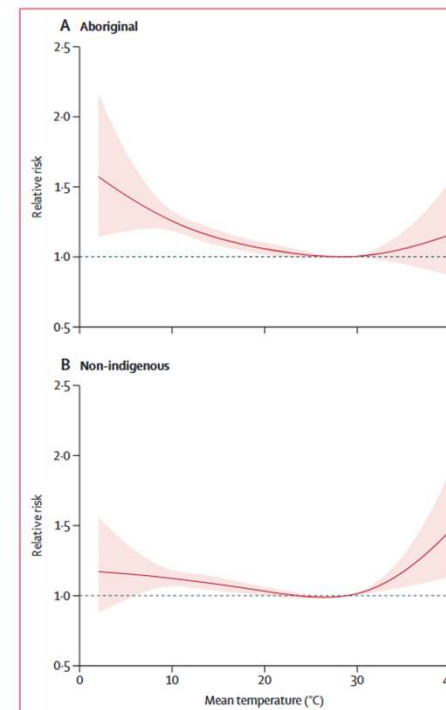 A Aboriginal
2·5
2·0
1·5
1·0
0·5
Relative risk
B Non-indigenous
2·5
2·0
1·5
1·0
0·5
Relative risk
0
10
20
30
Mean temperature (°C)